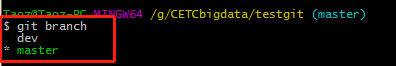 Taoz@Taoz-PC MINGW64 /g/CETCbigdata/testgit (master)
$ git branch
  dev
* master